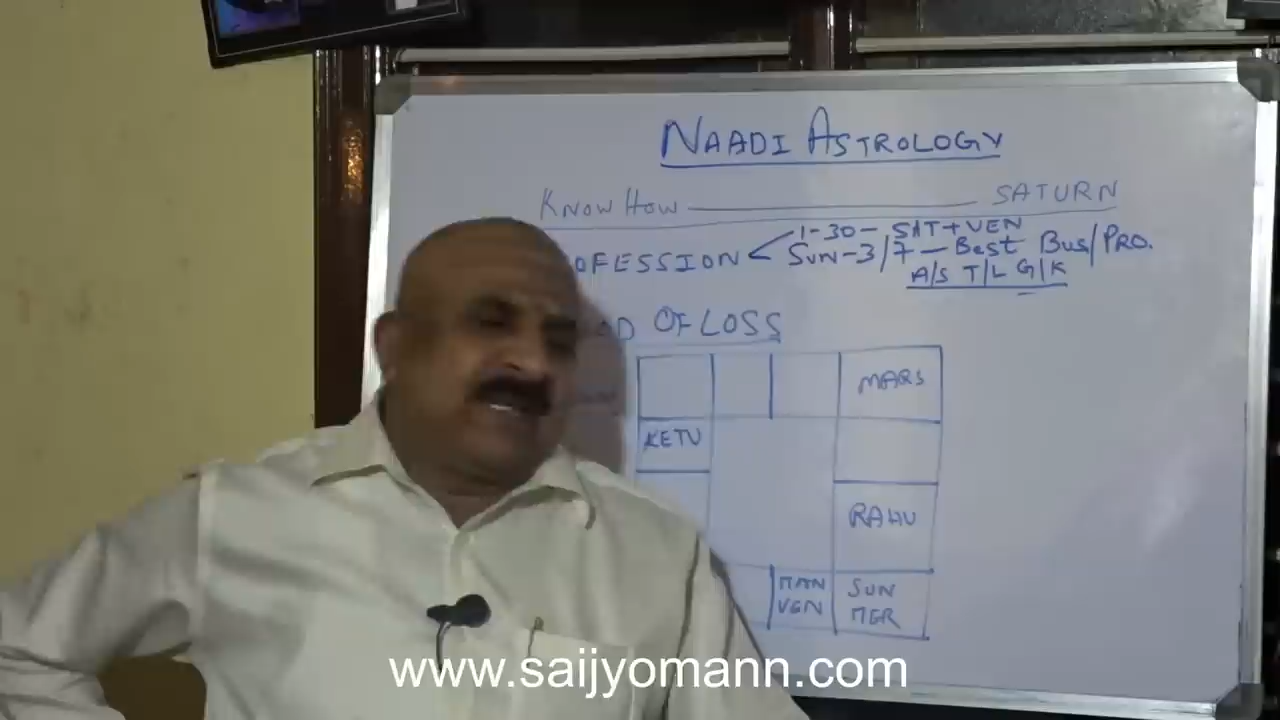 NAADI ASTROLOGY
KNOW HOW ——— SATURN
OFESSION < 1-30 - SAT+VEN
SUN-3/7 - Best Bus/PRO.
A/S T/L G/K
OD OF LOSS
MARS
KETU
RAHU
MAN SUN
VEN MER
www.saijyomann.com